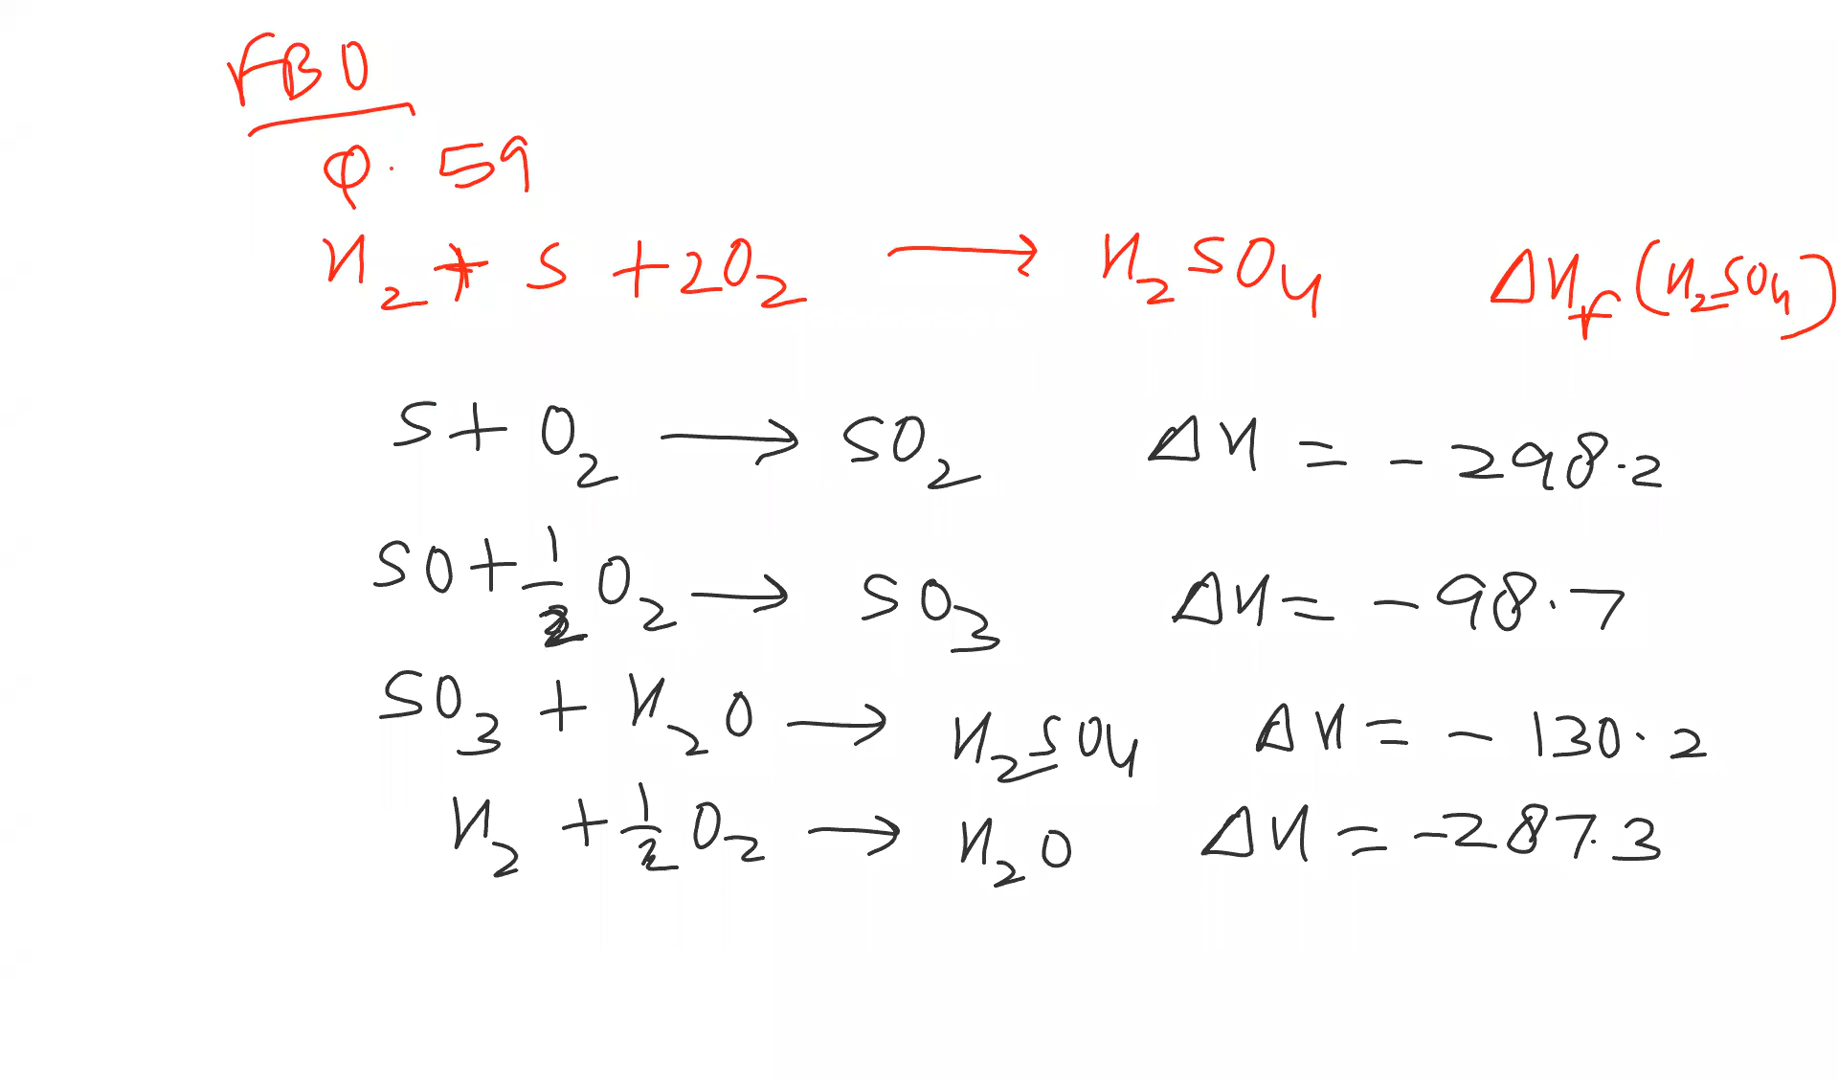 FBD
Q. 59
H₂ + S + 2O₂ → H₂SO₄ ΔH_f (H₂SO₄)
S + O₂ → SO₂ ΔH = -298.2
SO + 1/2 O₂ → SO₃ ΔH = -98.7
SO₃ + H₂O → H₂SO₄ ΔH = -130.2
H₂ + 1/2 O₂ → H₂O ΔH = -287.3